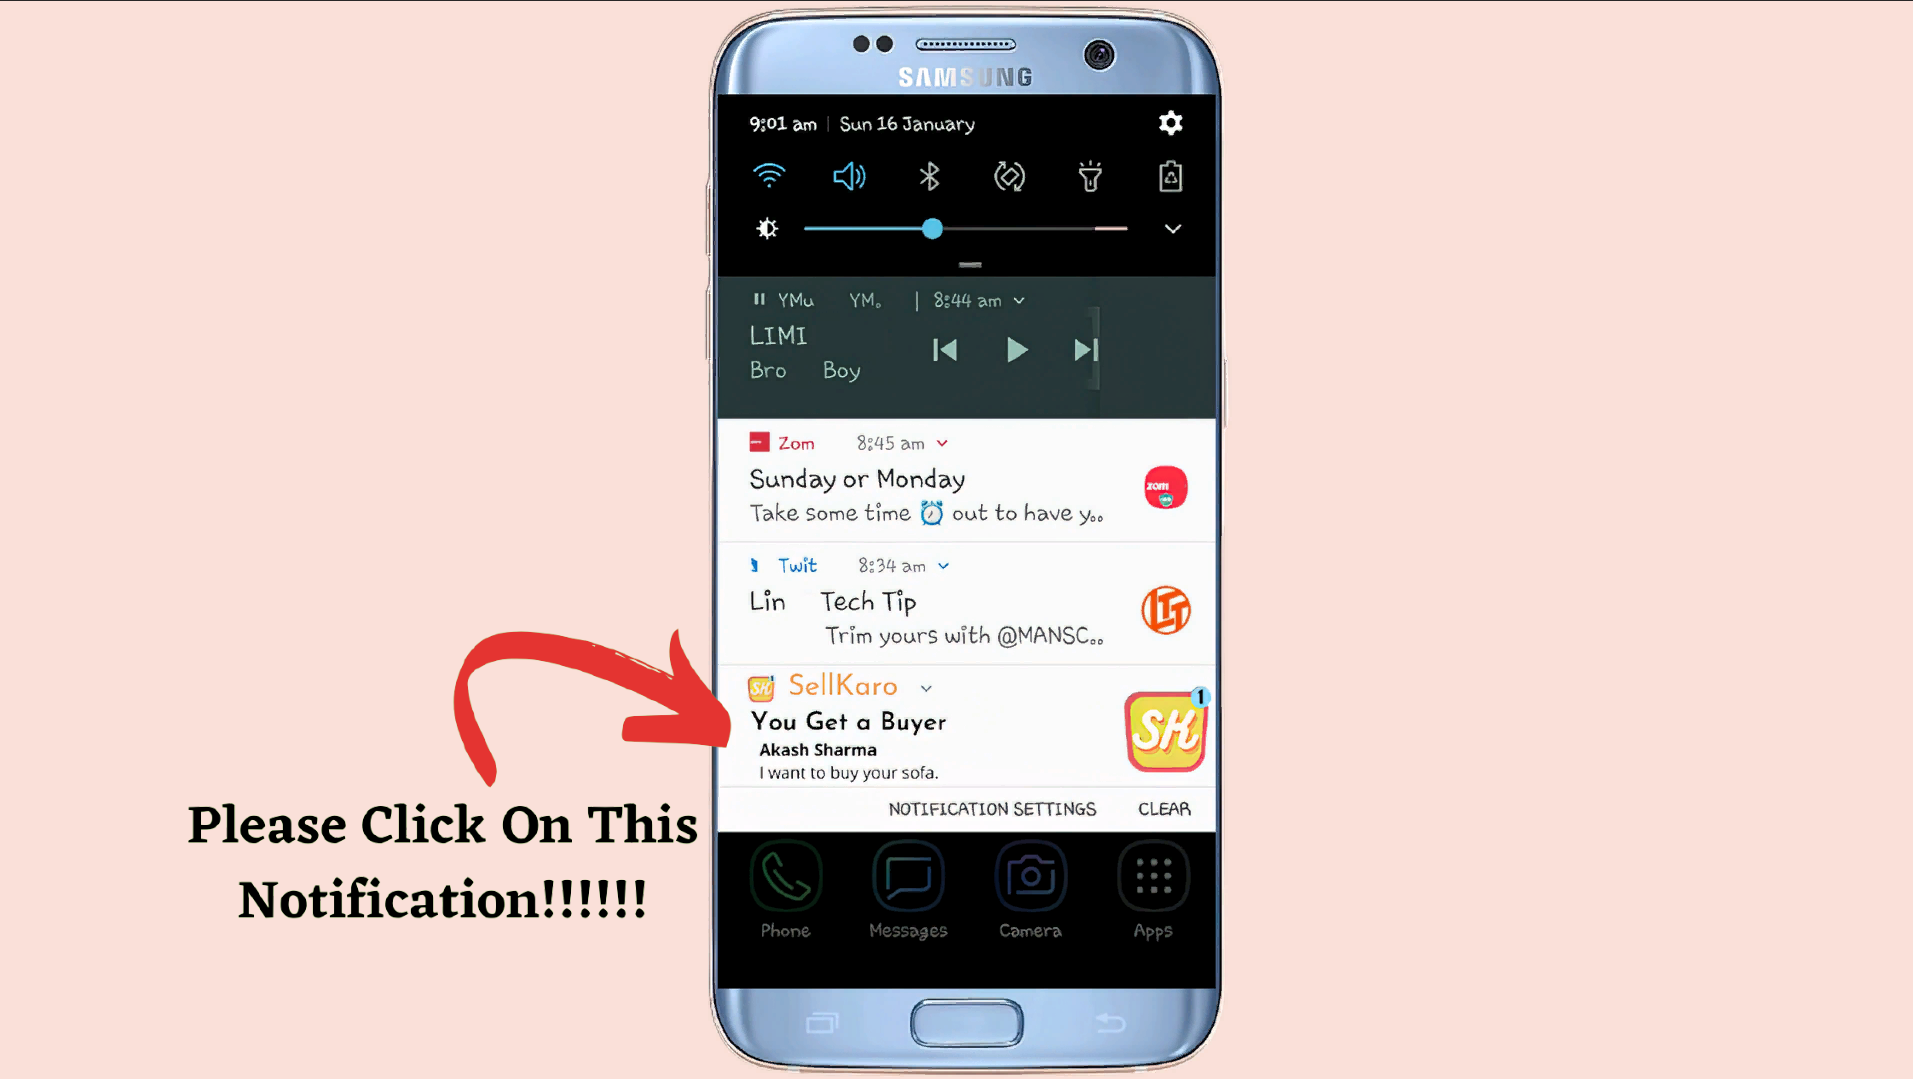 SAMSUNG
9:01 am | Sun 16 January
YMu YM. | 8:44 am
LIMI
Bro Boy
Zom 8:45 am
Sunday or Monday
Take some time ⏰ out to have y..
zom
Twit 8:34 am
Lin Tech Tip
Trim yours with @MANSC..
LTT
SK SellKaro
You Get a Buyer
Akash Sharma
I want to buy your sofa.
SK 1
NOTIFICATION SETTINGS CLEAR
Please Click On This
Notification!!!!!!
Phone Messages Camera Apps